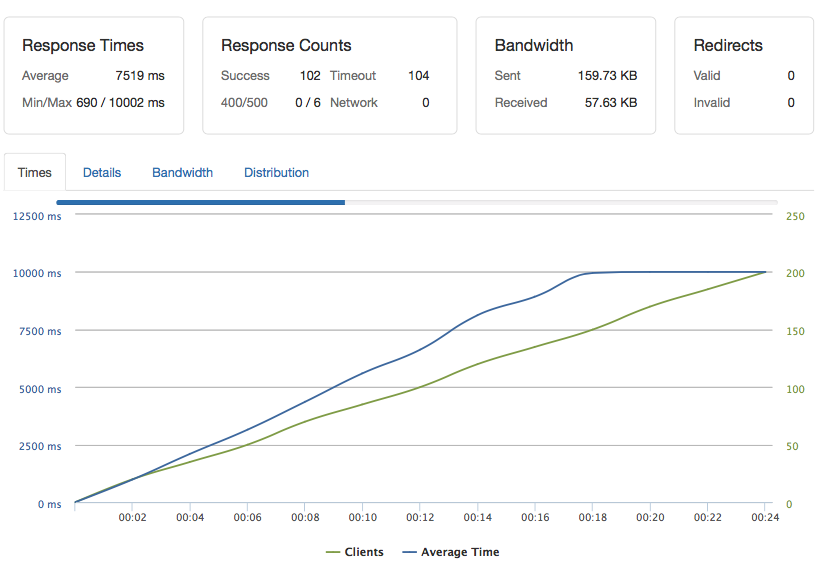 Response Times
Average 7519 ms
Min/Max 690 / 10002 ms
Response Counts
Success 102 Timeout 104
400/500 0 / 6 Network 0
Bandwidth
Sent 159.73 KB
Received 57.63 KB
Redirects
Valid 0
Invalid 0
Times Details Bandwidth Distribution
12500 ms 250
10000 ms 200
7500 ms 150
5000 ms 100
2500 ms 50
0 ms 0
00:02 00:04 00:06 00:08 00:10 00:12 00:14 00:16 00:18 00:20 00:22 00:24
Clients Average Time